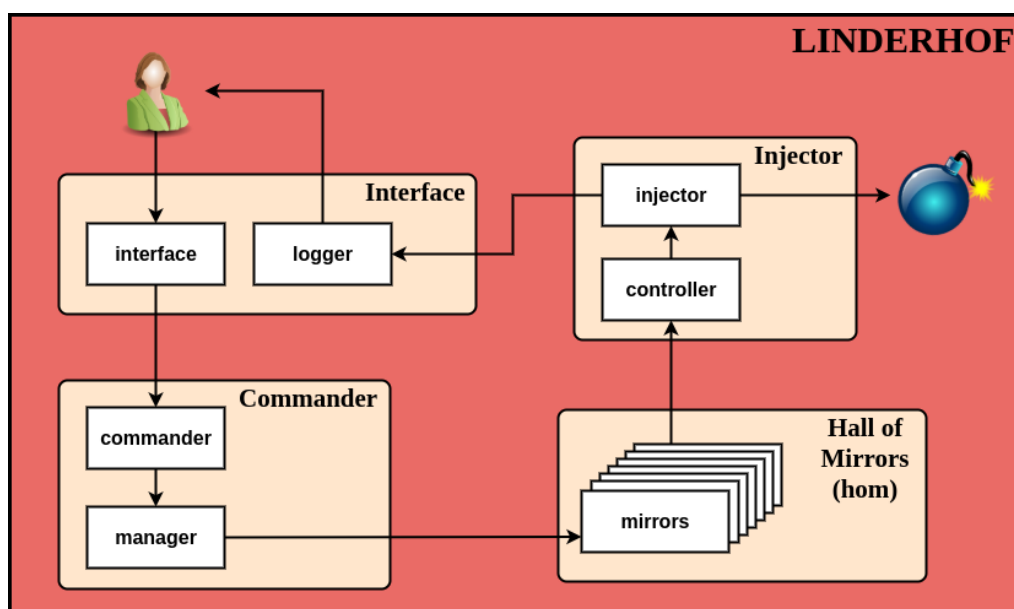 LINDERHOF
Interface
interface
logger
Injector
injector
controller
Commander
commander
manager
Hall of
Mirrors
(hom)
mirrors